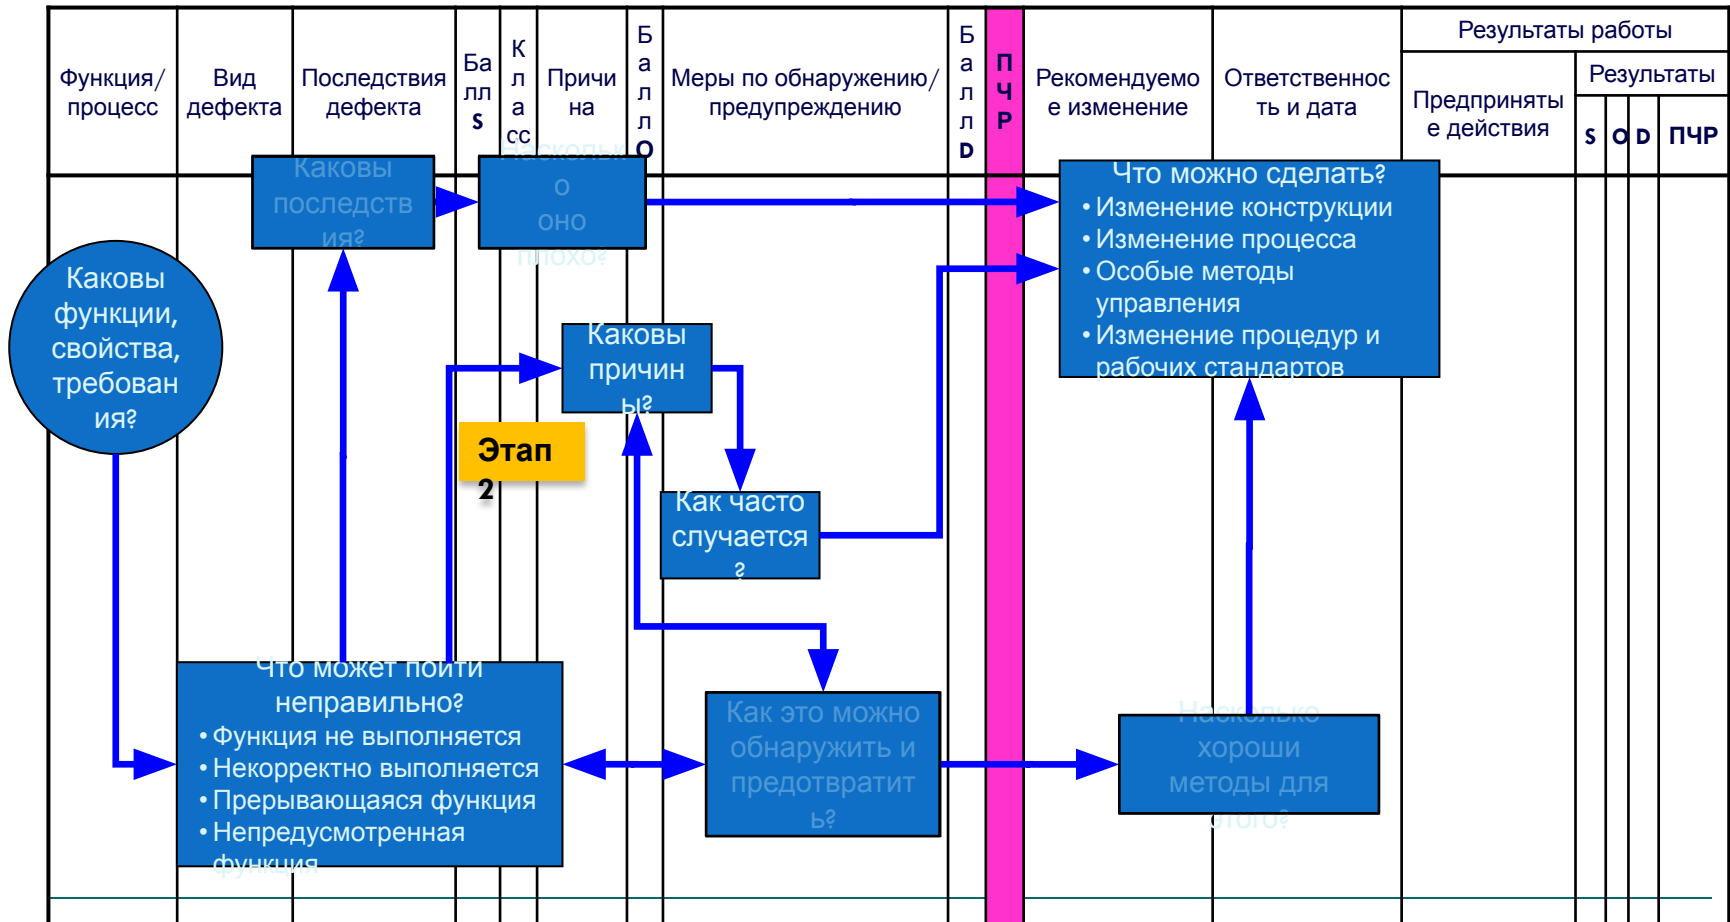 Функция/
процесс
Вид
дефекта
Последствия
дефекта
Ба
лл
S
К
л
а
сс
Причи
на
Б
а
л
л
О
Меры по обнаружению/
предупреждению
Б
а
л
л
D
П
Ч
Р
Рекомендуемо
е изменение
Ответственнос
ть и дата
Результаты работы
Предприняты
е действия
Результаты
S
O
D
ПЧР
Каковы
последств
ия?
Наскольк
о
оно
плохо?
Что можно сделать?
• Изменение конструкции
• Изменение процесса
• Особые методы
управления
• Изменение процедур и
рабочих стандартов
Каковы
функции,
свойства,
требован
ия?
Каковы
причин
ы?
Этап
2
Как часто
случается
?
Что может пойти
неправильно?
• Функция не выполняется
• Некорректно выполняется
• Прерывающаяся функция
• Непредусмотренная
функция
Как это можно
обнаружить и
предотвратит
ь?
Насколько
хороши
методы для
этого?